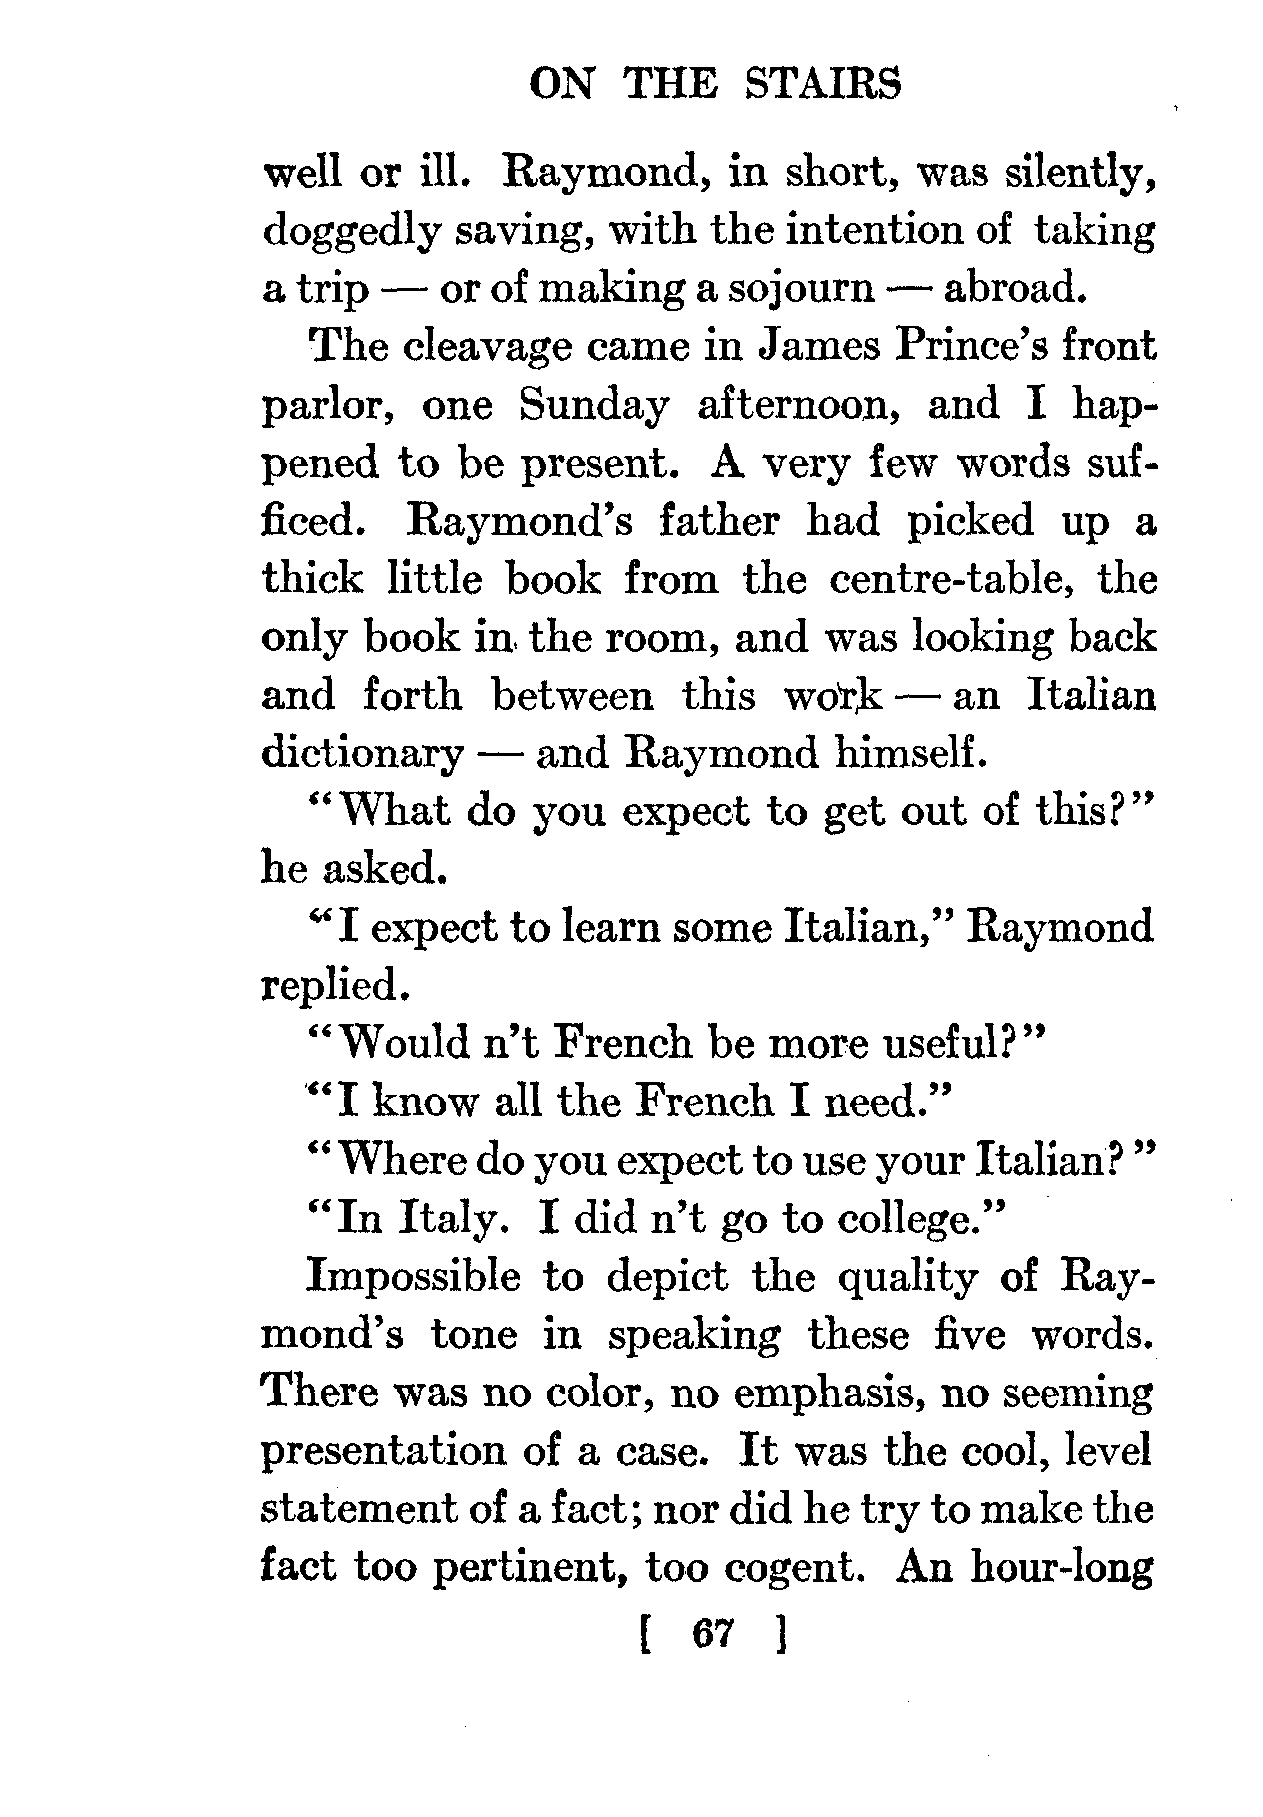 ON THE STAIRS
well or ill. Raymond, in short, was silently,
doggedly saving, with the intention of taking
a trip — or of making a sojourn — abroad.
The cleavage came in James Prince's front
parlor, one Sunday afternoon, and I hap-
pened to be present. A very few words suf-
ficed. Raymond's father had picked up a
thick little book from the centre-table, the
only book in the room, and was looking back
and forth between this work — an Italian
dictionary — and Raymond himself.
"What do you expect to get out of this?"
he asked.
"I expect to learn some Italian," Raymond
replied.
"Would n't French be more useful?"
"I know all the French I need."
"Where do you expect to use your Italian?"
"In Italy. I did n't go to college."
Impossible to depict the quality of Ray-
mond's tone in speaking these five words.
There was no color, no emphasis, no seeming
presentation of a case. It was the cool, level
statement of a fact; nor did he try to make the
fact too pertinent, too cogent. An hour-long
[ 67 ]